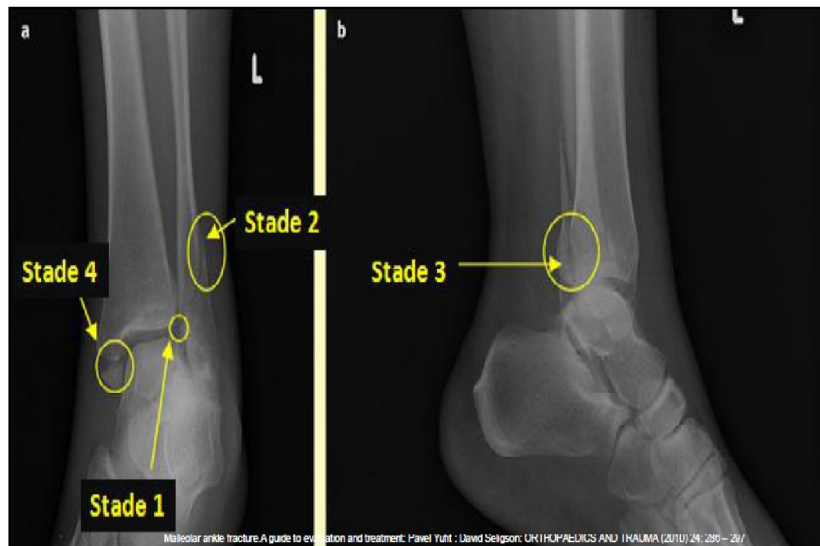 a
L
Stade 2
Stade 4
Stade 1
b
L
Stade 3
Malleolar ankle fracture.A guide to evaluation and treatment: Pavel Yuht : David Seligson: ORTHOPAEDICS AND TRAUMA (2010) 24: 286 – 297